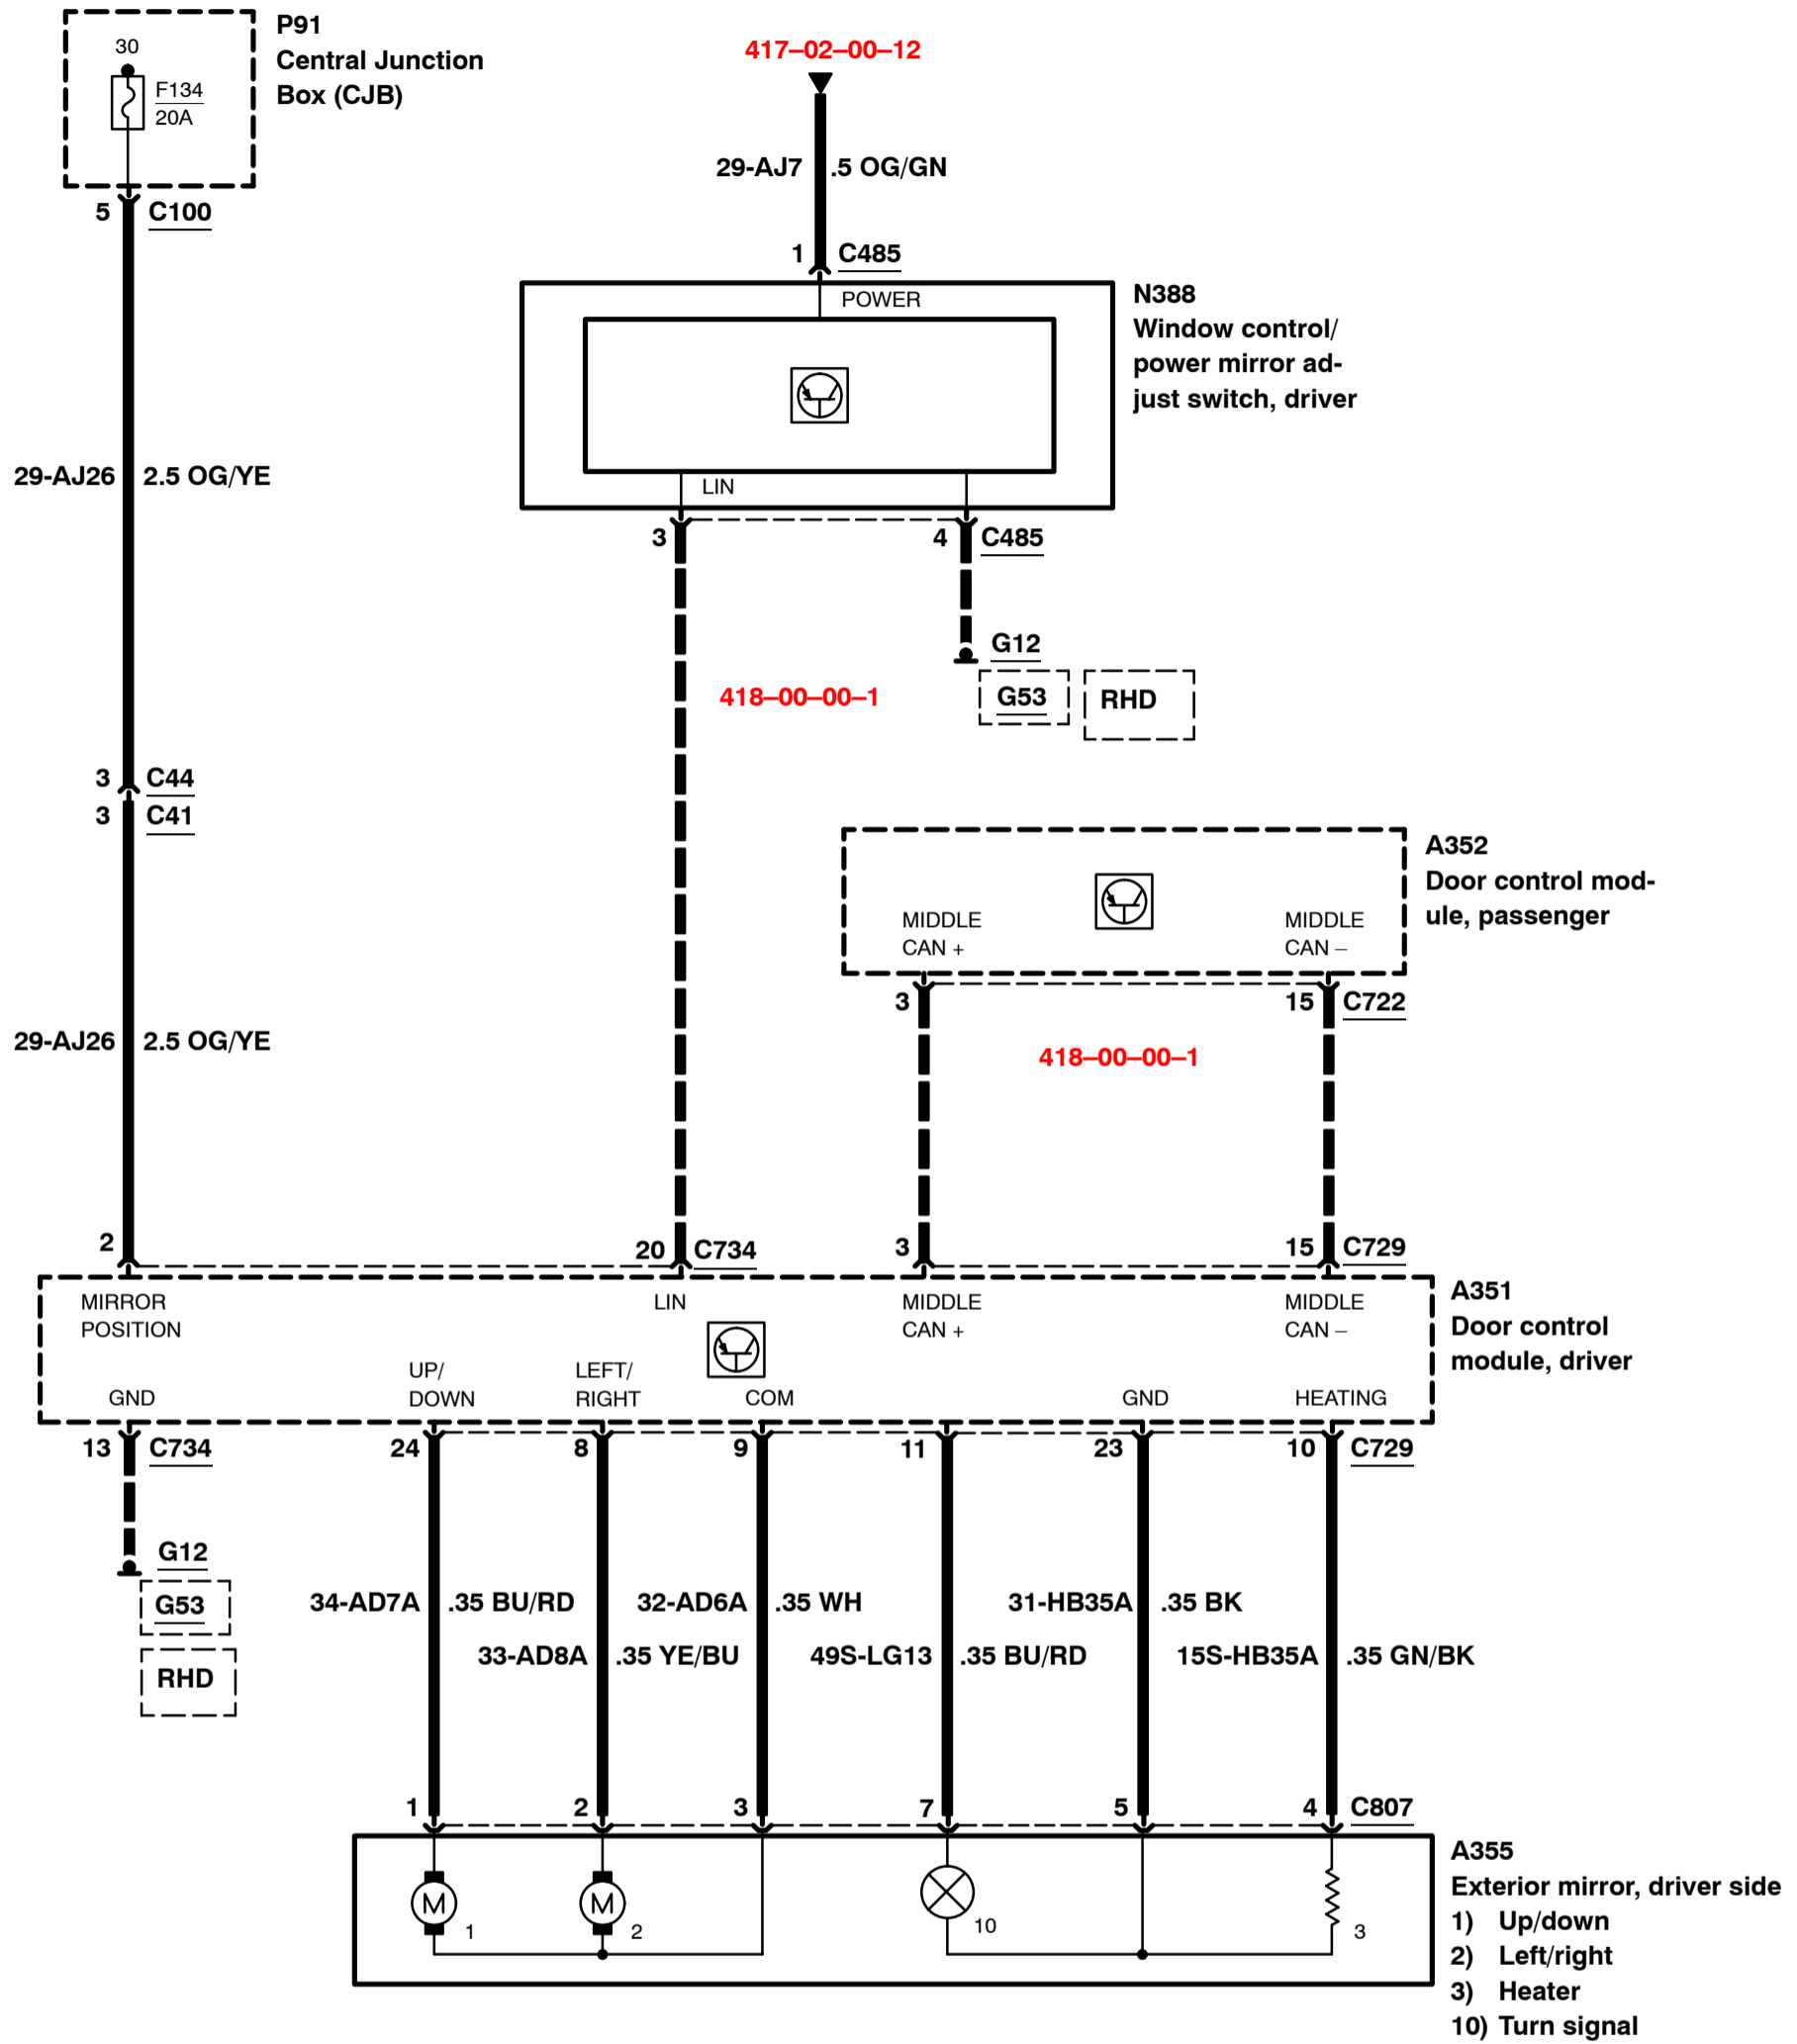 P91
Central Junction
Box (CJB)
30
F134
20A
5 C100
417–02–00–12
29-AJ7 .5 OG/GN
1 C485
POWER
N388
Window control/
power mirror ad-
just switch, driver
LIN
29-AJ26 2.5 OG/YE
3 4 C485
G12
G53 RHD
418–00–00–1
3 C44
3 C41
A352
Door control mod-
ule, passenger
MIDDLE MIDDLE
CAN + CAN –
3 15 C722
29-AJ26 2.5 OG/YE
418–00–00–1
2 20 C734 3 15 C729
A351
Door control
module, driver
MIRROR LIN MIDDLE MIDDLE
POSITION CAN + CAN –
UP/ LEFT/
GND DOWN RIGHT COM GND HEATING
13 C734 24 8 9 11 23 10 C729
G12
G53
RHD
34-AD7A .35 BU/RD 32-AD6A .35 WH 31-HB35A .35 BK
33-AD8A .35 YE/BU 49S-LG13 .35 BU/RD 15S-HB35A .35 GN/BK
1 2 3 7 5 4 C807
M M
1 2 10 3
A355
Exterior mirror, driver side
1) Up/down
2) Left/right
3) Heater
10) Turn signal